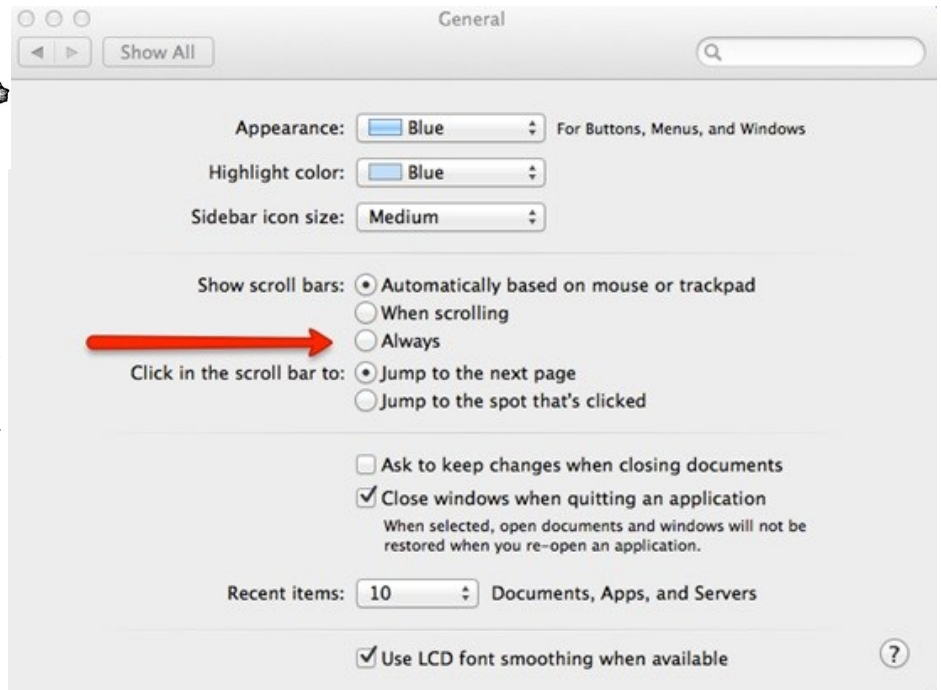 General
Show All
Appearance: Blue For Buttons, Menus, and Windows
Highlight color: Blue
Sidebar icon size: Medium
Show scroll bars: Automatically based on mouse or trackpad
When scrolling
Always
Click in the scroll bar to: Jump to the next page
Jump to the spot that's clicked
Ask to keep changes when closing documents
Close windows when quitting an application
When selected, open documents and windows will not be
restored when you re-open an application.
Recent items: 10 Documents, Apps, and Servers
Use LCD font smoothing when available ?